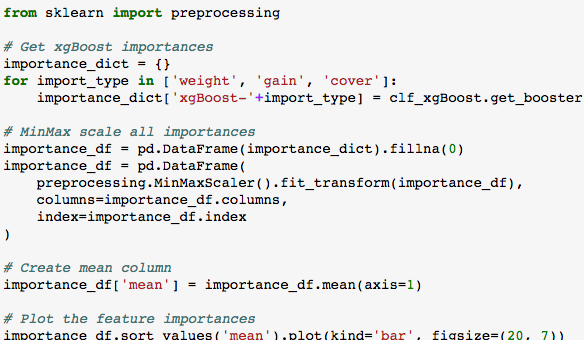 from sklearn import preprocessing
# Get xgBoost importances
importance_dict = {}
for import_type in ['weight', 'gain', 'cover']:
    importance_dict['xgBoost-'+import_type] = clf_xgBoost.get_booster
# MinMax scale all importances
importance_df = pd.DataFrame(importance_dict).fillna(0)
importance_df = pd.DataFrame(
    preprocessing.MinMaxScaler().fit_transform(importance_df),
    columns=importance_df.columns,
    index=importance_df.index
)
# Create mean column
importance_df['mean'] = importance_df.mean(axis=1)
# Plot the feature importances
importance_df.sort_values('mean').plot(kind='bar', figsize=(20, 7))